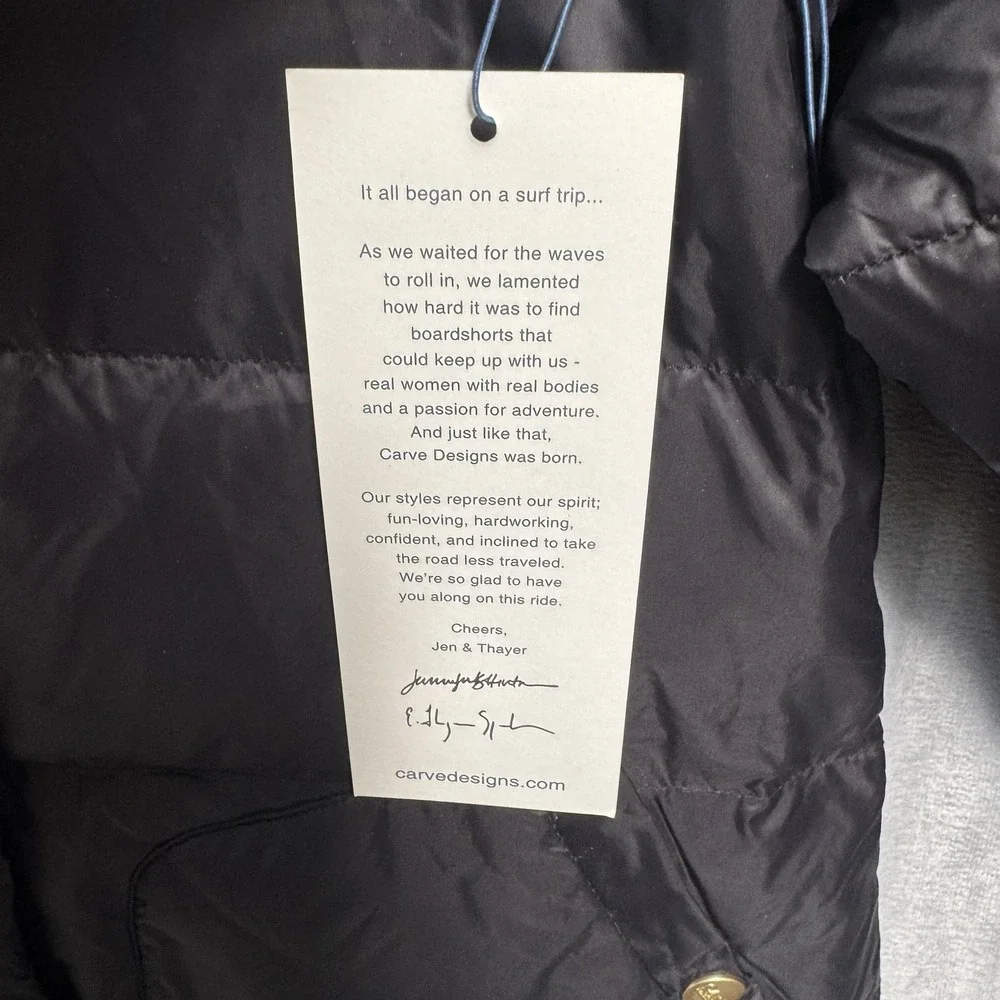 It all began on a surf trip...
As we waited for the waves
to roll in, we lamented
how hard it was to find
boardshorts that
could keep up with us -
real women with real bodies
and a passion for adventure.
And just like that,
Carve Designs was born.
Our styles represent our spirit;
fun-loving, hardworking,
confident, and inclined to take
the road less traveled.
We're so glad to have
you along on this ride.
Cheers,
Jen & Thayer
carvedesigns.com